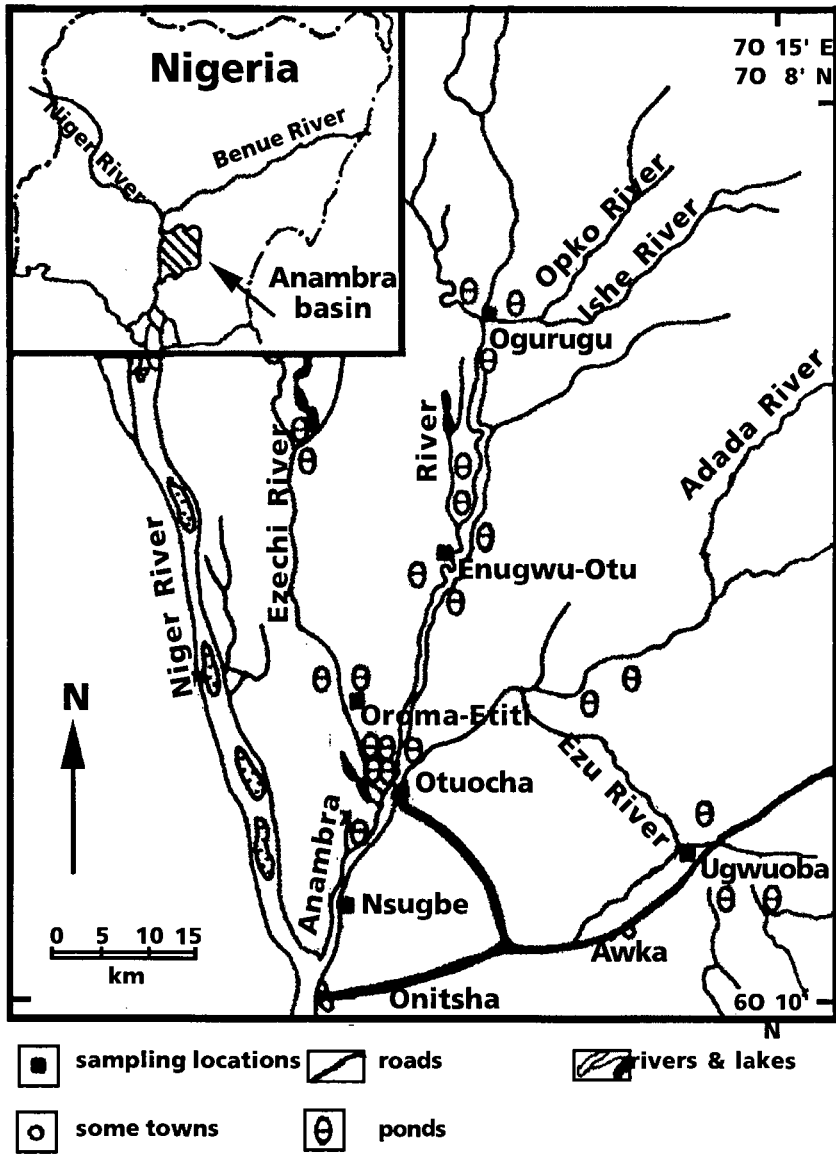 Nigeria
Niger River
Benue River
Anambra
basin
70 15' E
70 8' N
Opko River
Ishe River
Ogurugu
River
Adada River
Ezechi River
Niger River
Enugwu-Otu
N
Oroma-Etiti
Otuocha
Ezu River
Anambra
Ugwuoba
Nsugbe
Awka
0 5 10 15
km
Onitsha
60 10'
N
sampling locations
roads
rivers & lakes
some towns
ponds